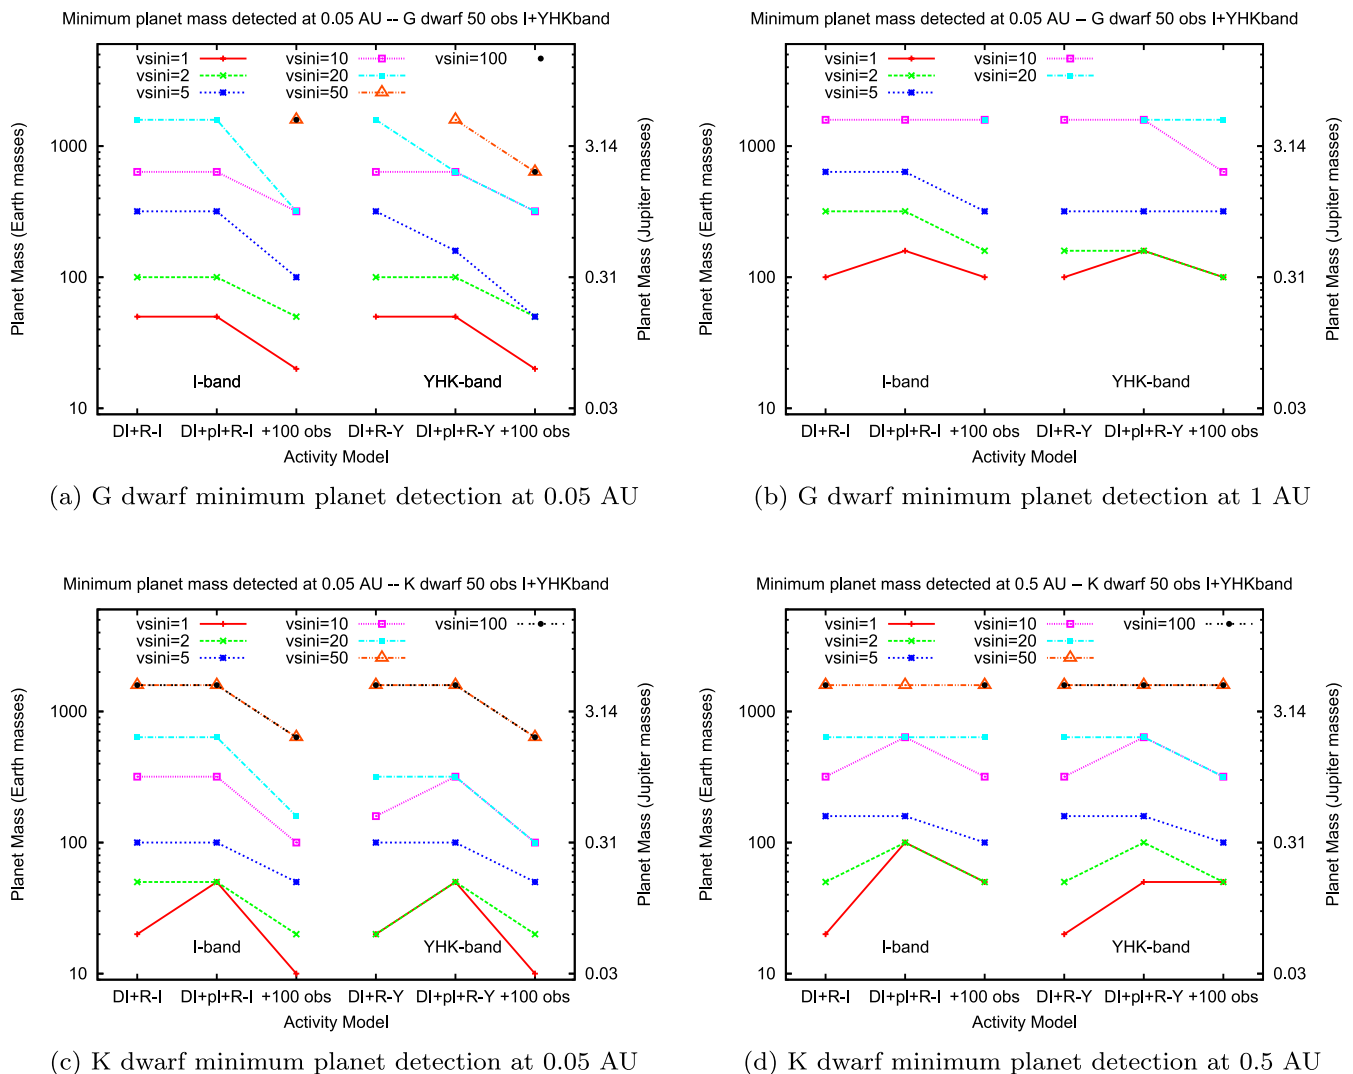 Minimum planet mass detected at 0.05 AU -- G dwarf 50 obs I+YHKband
vsini=1
vsini=2
vsini=5
vsini=10
vsini=20
vsini=50
vsini=100
Planet Mass (Earth masses)
1000
100
10
Planet Mass (Jupiter masses)
3.14
0.31
0.03
I-band
YHK-band
DI+R-I
DI+pl+R-I
+100 obs
DI+R-Y
DI+pl+R-Y
+100 obs
Activity Model
(a) G dwarf minimum planet detection at 0.05 AU
Minimum planet mass detected at 0.05 AU – G dwarf 50 obs I+YHKband
vsini=1
vsini=2
vsini=5
vsini=10
vsini=20
Planet Mass (Earth masses)
1000
100
10
Planet Mass (Jupiter masses)
3.14
0.31
0.03
I-band
YHK-band
DI+R-I
DI+pl+R-I
+100 obs
DI+R-Y
DI+pl+R-Y
+100 obs
Activity Model
(b) G dwarf minimum planet detection at 1 AU
Minimum planet mass detected at 0.05 AU -- K dwarf 50 obs I+YHKband
vsini=1
vsini=2
vsini=5
vsini=10
vsini=20
vsini=50
vsini=100
Planet Mass (Earth masses)
1000
100
10
Planet Mass (Jupiter masses)
3.14
0.31
0.03
I-band
YHK-band
DI+R-I
DI+pl+R-I
+100 obs
DI+R-Y
DI+pl+R-Y
+100 obs
Activity Model
(c) K dwarf minimum planet detection at 0.05 AU
Minimum planet mass detected at 0.5 AU – K dwarf 50 obs I+YHKband
vsini=1
vsini=2
vsini=5
vsini=10
vsini=20
vsini=50
vsini=100
Planet Mass (Earth masses)
1000
100
10
Planet Mass (Jupiter masses)
3.14
0.31
0.03
I-band
YHK-band
DI+R-I
DI+pl+R-I
+100 obs
DI+R-Y
DI+pl+R-Y
+100 obs
Activity Model
(d) K dwarf minimum planet detection at 0.5 AU